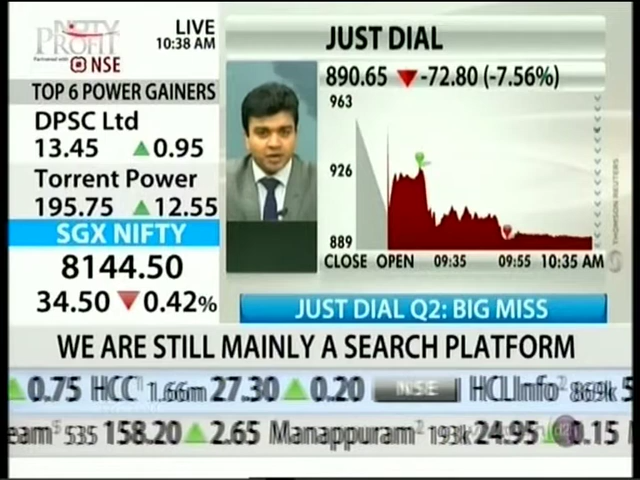 NDTV
PROFIT
Partnered with NSE
LIVE
10:38 AM
TOP 6 POWER GAINERS
DPSC Ltd
13.45 ▲0.95
Torrent Power
195.75 ▲12.55
SGX NIFTY
8144.50
34.50 ▼0.42%
JUST DIAL
890.65 ▼-72.80 (-7.56%)
963
926
889
CLOSE OPEN 09:35 09:55 10:35 AM
THOMSON REUTERS
JUST DIAL Q2: BIG MISS
WE ARE STILL MAINLY A SEARCH PLATFORM
▲0.75 HCC 1.66m 27.30 ▲0.20 NSE HCLInfo² 869k 5
eam⁵ 535 158.20 ▲2.65 Manappuram² 193k 24.95 0.15 M